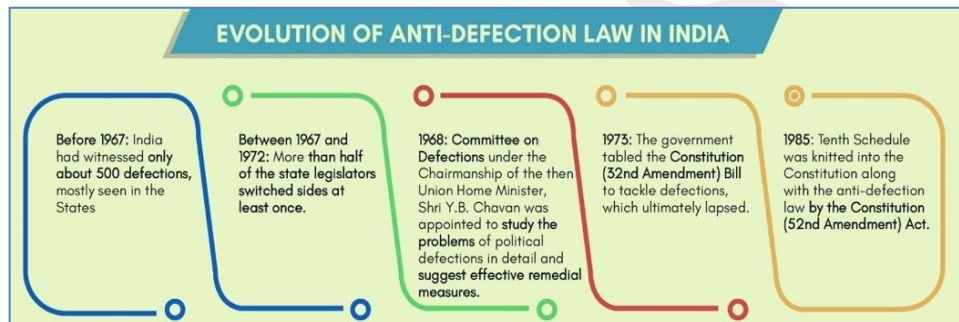 EVOLUTION OF ANTI-DEFECTION LAW IN INDIA
Before 1967: India
had witnessed only
about 500 defections,
mostly seen in the
States
Between 1967 and
1972: More than half
of the state legislators
switched sides at
least once.
1968: Committee on
Defections under the
Chairmanship of the then
Union Home Minister,
Shri Y.B. Chavan was
appointed to study the
problems of political
defections in detail and
suggest effective remedial
measures.
1973: The government
tabled the Constitution
(32nd Amendment) Bill
to tackle defections,
which ultimately lapsed.
1985: Tenth Schedule
was knitted into the
Constitution along
with the anti-defection
law by the Constitution
(52nd Amendment) Act.